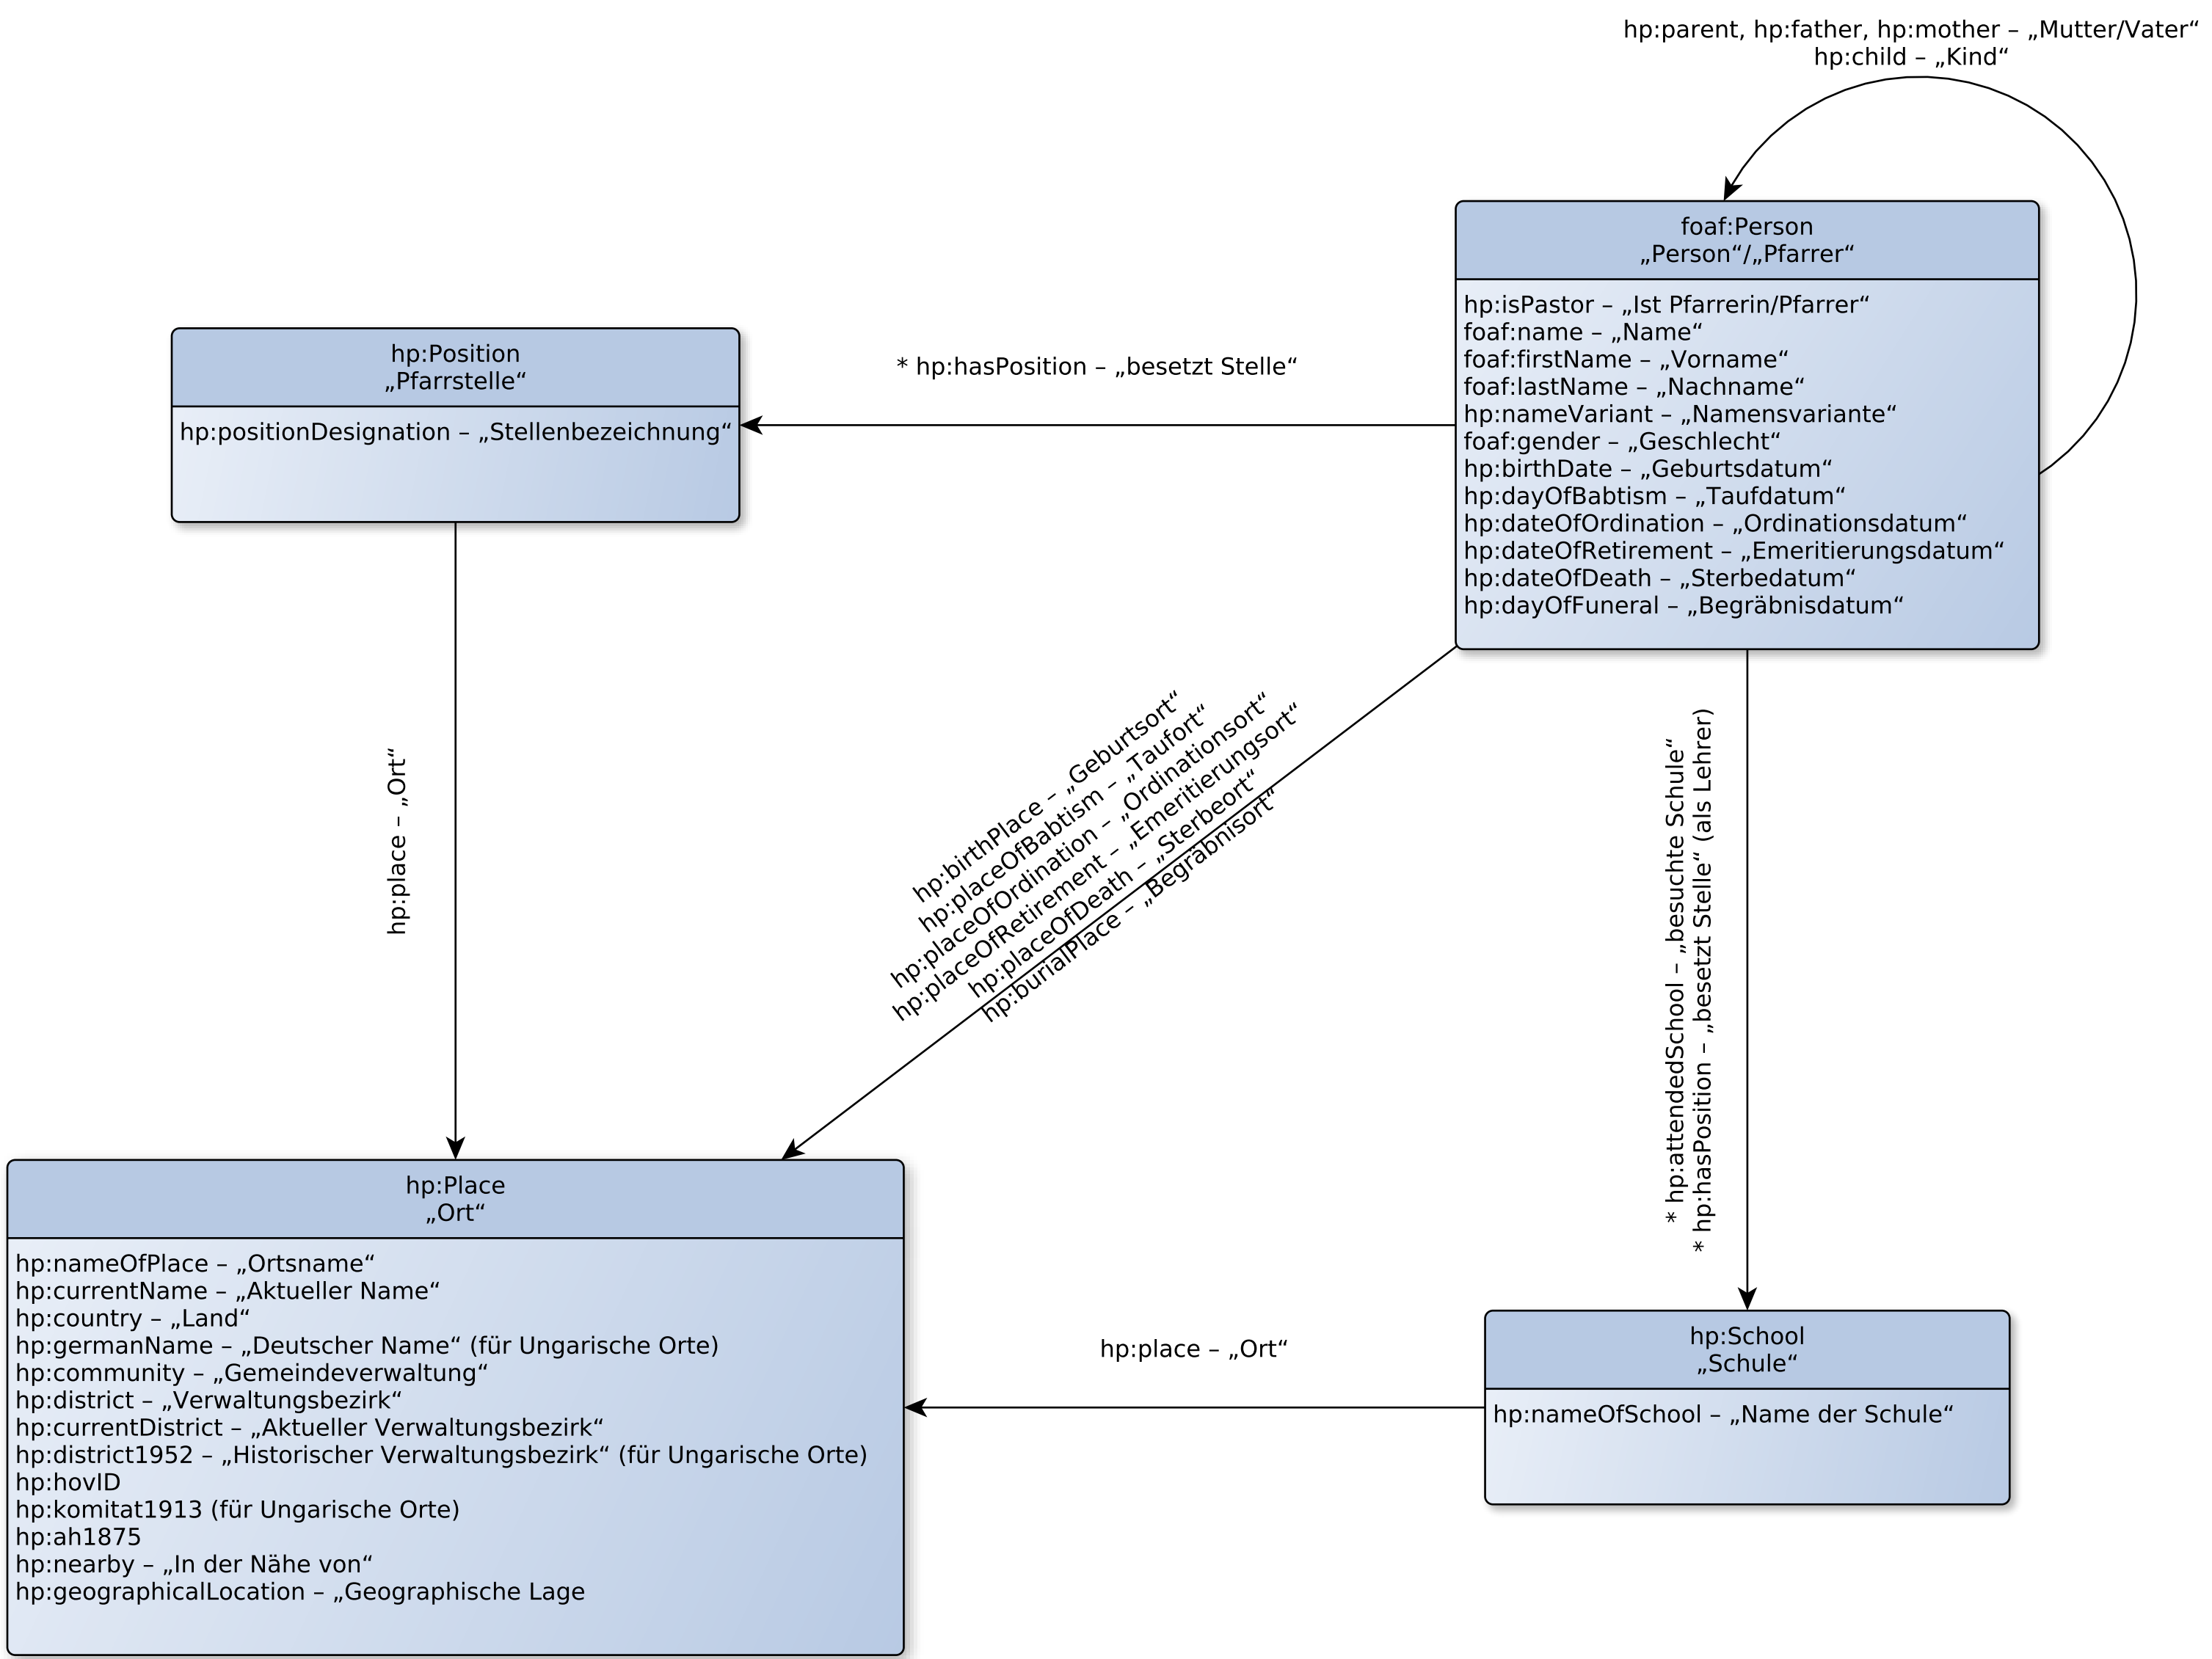 hp:parent, hp:father, hp:mother – „Mutter/Vater“
hp:child – „Kind“
foaf:Person
„Person“/„Pfarrer“
hp:isPastor – „Ist Pfarrerin/Pfarrer“
foaf:name – „Name“
foaf:firstName – „Vorname“
foaf:lastName – „Nachname“
hp:nameVariant – „Namensvariante“
foaf:gender – „Geschlecht“
hp:birthDate – „Geburtsdatum“
hp:dayOfBabtism – „Taufdatum“
hp:dateOfOrdination – „Ordinationsdatum“
hp:dateOfRetirement – „Emeritierungsdatum“
hp:dateOfDeath – „Sterbedatum“
hp:dayOfFuneral – „Begräbnisdatum“
* hp:hasPosition – „besetzt Stelle“
hp:Position
„Pfarrstelle“
hp:positionDesignation – „Stellenbezeichnung“
hp:place – „Ort“
hp:birthPlace – „Geburtsort“
hp:placeOfBabtism – „Taufort“
hp:placeOfOrdination – „Ordinationsort“
hp:placeOfRetirement – „Emeritierungsort“
hp:placeOfDeath – „Sterbeort“
hp:burialPlace – „Begräbnisort“
* hp:attendedSchool – „besuchte Schule“
* hp:hasPosition – „besetzt Stelle“ (als Lehrer)
hp:Place
„Ort“
hp:nameOfPlace – „Ortsname“
hp:currentName – „Aktueller Name“
hp:country – „Land“
hp:germanName – „Deutscher Name“ (für Ungarische Orte)
hp:community – „Gemeindeverwaltung“
hp:district – „Verwaltungsbezirk“
hp:currentDistrict – „Aktueller Verwaltungsbezirk“
hp:district1952 – „Historischer Verwaltungsbezirk“ (für Ungarische Orte)
hp:hovID
hp:komitat1913 (für Ungarische Orte)
hp:ah1875
hp:nearby – „In der Nähe von“
hp:geographicalLocation – „Geographische Lage
hp:place – „Ort“
hp:School
„Schule“
hp:nameOfSchool – „Name der Schule“